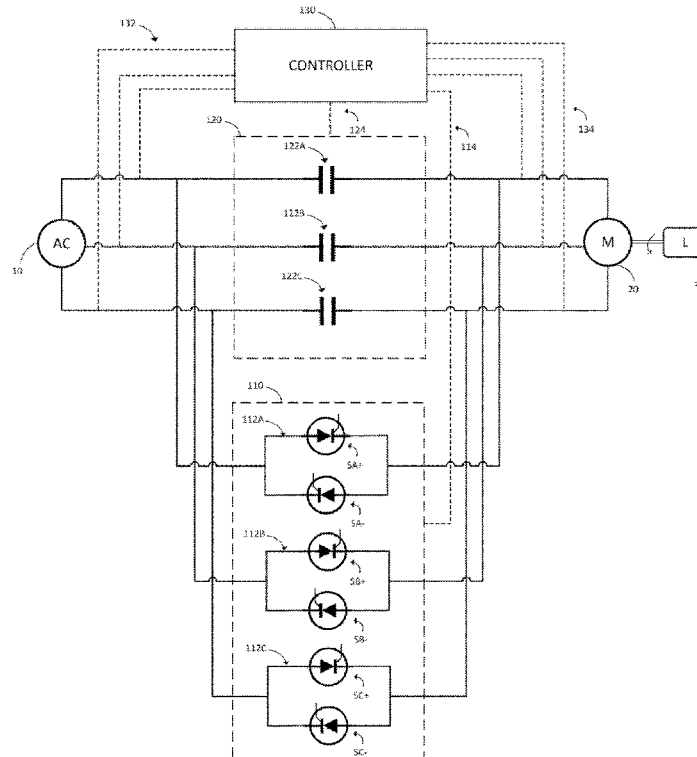 130
132
CONTROLLER
120
124
114
134
122A
AC
122B
M
L
10
20
122C
110
112A
SA+
SA-
112B
SB+
SB-
112C
SC+
SC-